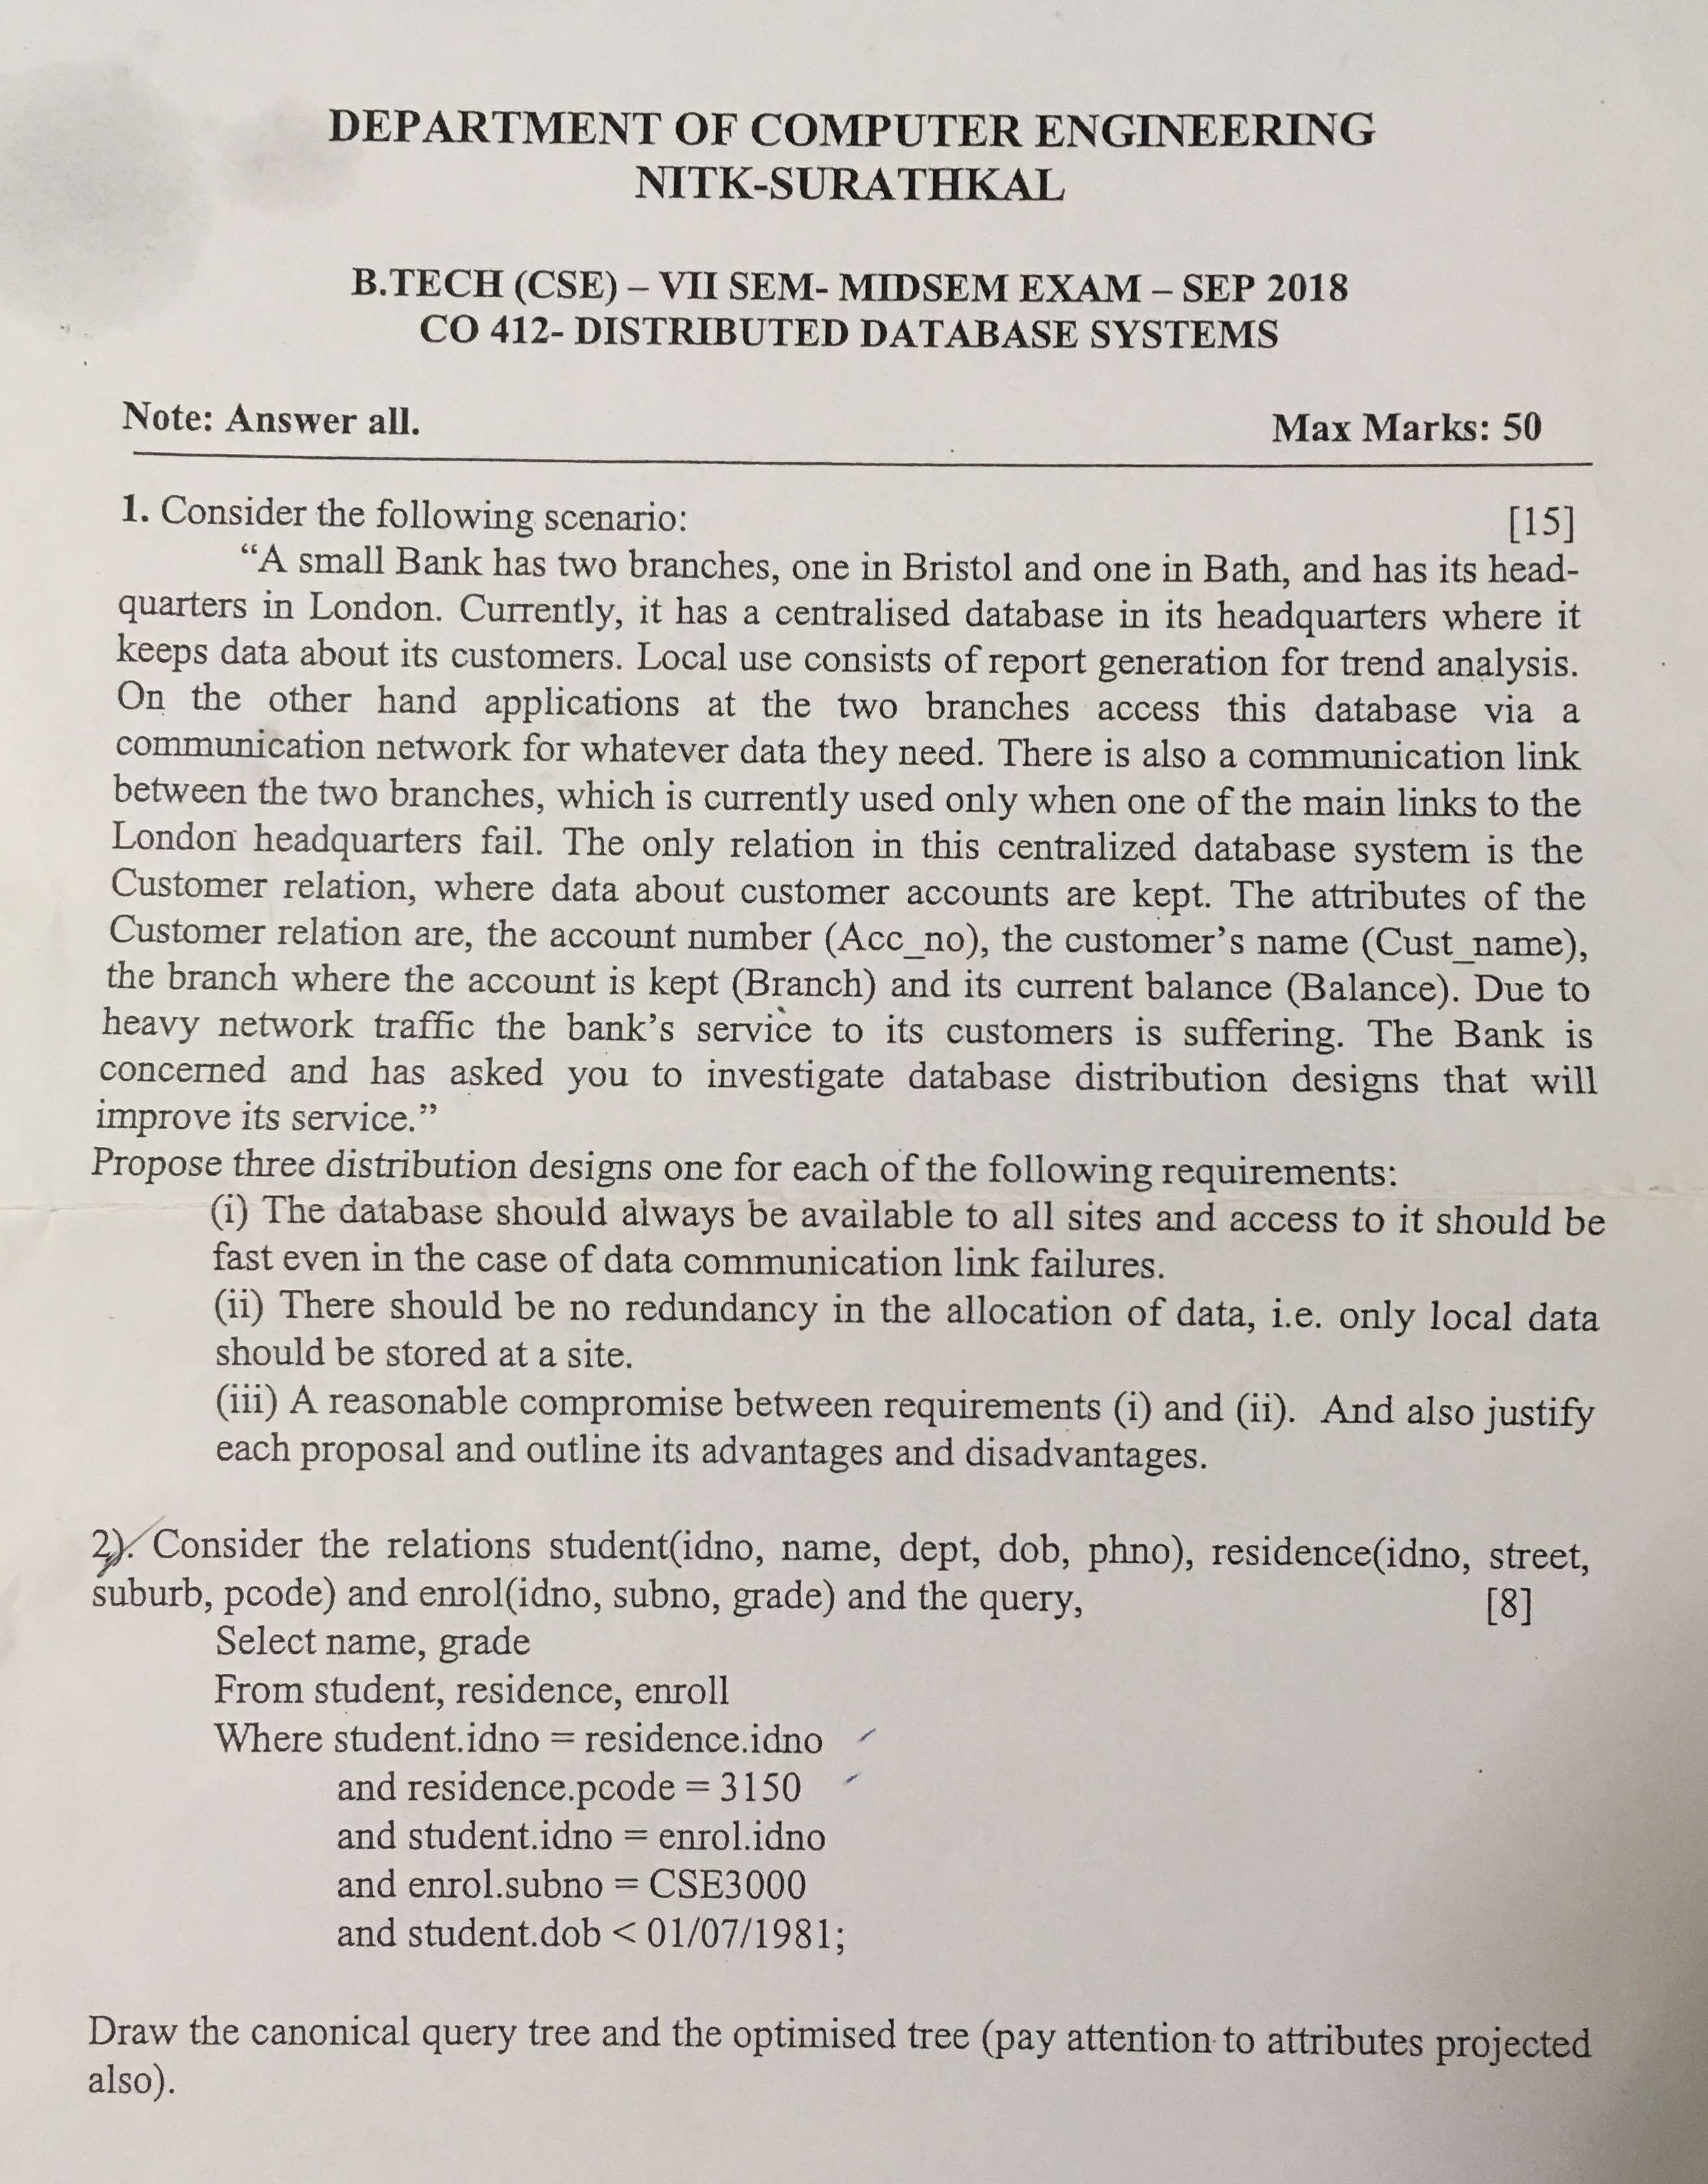 DEPARTMENT OF COMPUTER ENGINEERING
NITK-SURATHKAL
B.TECH (CSE) – VII SEM- MIDSEM EXAM – SEP 2018
CO 412- DISTRIBUTED DATABASE SYSTEMS
Note: Answer all. Max Marks: 50
1. Consider the following scenario: [15]
“A small Bank has two branches, one in Bristol and one in Bath, and has its head-
quarters in London. Currently, it has a centralised database in its headquarters where it
keeps data about its customers. Local use consists of report generation for trend analysis.
On the other hand applications at the two branches access this database via a
communication network for whatever data they need. There is also a communication link
between the two branches, which is currently used only when one of the main links to the
London headquarters fail. The only relation in this centralized database system is the
Customer relation, where data about customer accounts are kept. The attributes of the
Customer relation are, the account number (Acc_no), the customer’s name (Cust_name),
the branch where the account is kept (Branch) and its current balance (Balance). Due to
heavy network traffic the bank’s service to its customers is suffering. The Bank is
concerned and has asked you to investigate database distribution designs that will
improve its service.”
Propose three distribution designs one for each of the following requirements:
(i) The database should always be available to all sites and access to it should be
fast even in the case of data communication link failures.
(ii) There should be no redundancy in the allocation of data, i.e. only local data
should be stored at a site.
(iii) A reasonable compromise between requirements (i) and (ii). And also justify
each proposal and outline its advantages and disadvantages.
2). Consider the relations student(idno, name, dept, dob, phno), residence(idno, street,
suburb, pcode) and enrol(idno, subno, grade) and the query, [8]
Select name, grade
From student, residence, enroll
Where student.idno = residence.idno
and residence.pcode = 3150
and student.idno = enrol.idno
and enrol.subno = CSE3000
and student.dob < 01/07/1981;
Draw the canonical query tree and the optimised tree (pay attention to attributes projected
also).